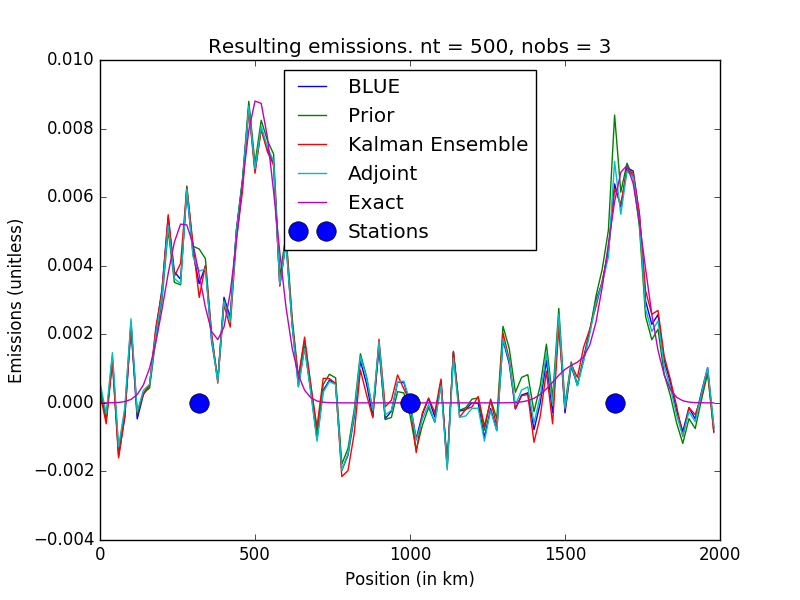 Resulting emissions. nt = 500, nobs = 3
0.010
0.008
0.006
0.004
0.002
0.000
−0.002
−0.004
Emissions (unitless)
BLUE
Prior
Kalman Ensemble
Adjoint
Exact
Stations
0 500 1000 1500 2000
Position (in km)